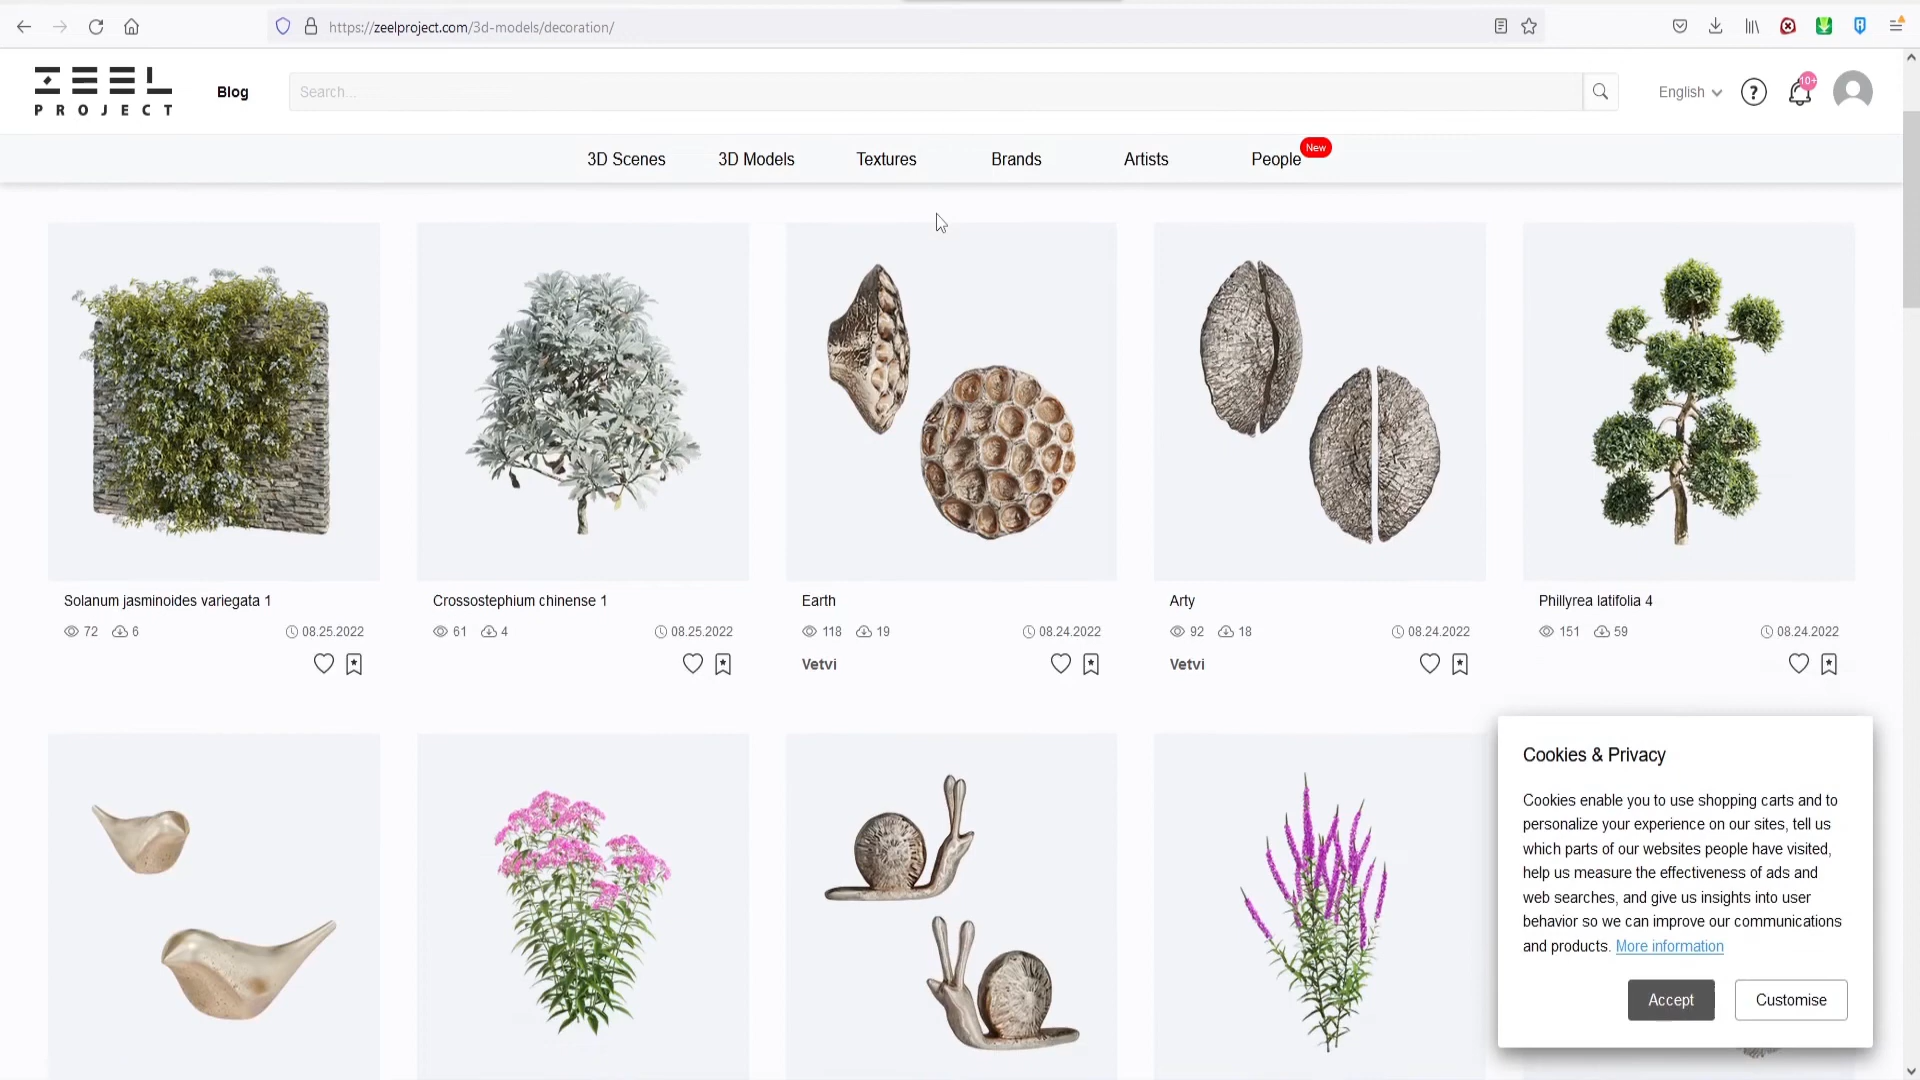 https://zeelproject.com/3d-models/decoration/
ZEEL
PROJECT
Blog
Search...
English
?
10+
3D Scenes
3D Models
Textures
Brands
Artists
People
New
Solanum jasminoides variegata 1
72 6 08.25.2022
Crossostephium chinense 1
61 4 08.25.2022
Earth
118 19 08.24.2022
Vetvi
Arty
92 18 08.24.2022
Vetvi
Phillyrea latifolia 4
151 59 08.24.2022
Cookies & Privacy
Cookies enable you to use shopping carts and to
personalize your experience on our sites, tell us
which parts of our websites people have visited,
help us measure the effectiveness of ads and
web searches, and give us insights into user
behavior so we can improve our communications
and products. More information
Accept
Customise